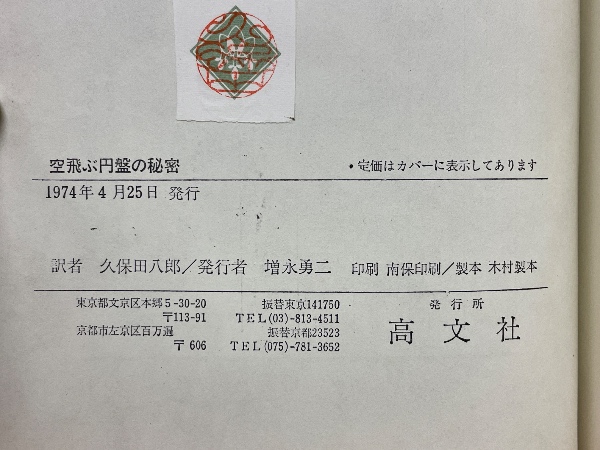 空飛ぶ円盤の秘密
・定価はカバーに表示してあります
1974年4月25日 発行
訳者 久保田八郎／発行者 増永勇二 印刷 南保印刷／製本 木村製本
東京都文京区本郷5-30-20 振替東京141750
〒113-91 TEL(03)-813-4511
京都市左京区百万遍 振替京都23523
〒606 TEL(075)-781-3652
発行所
高文社